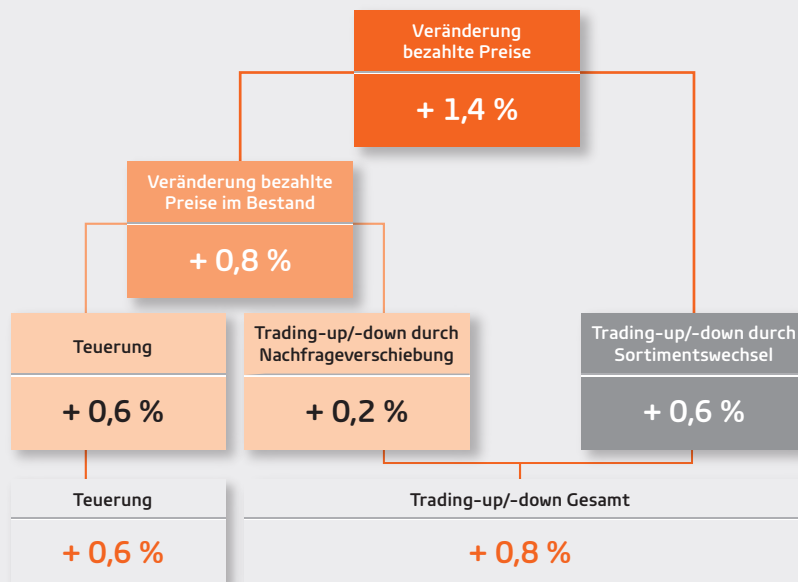 Veränderung
bezahlte Preise
+ 1,4 %
Veränderung bezahlte
Preise im Bestand
+ 0,8 %
Teuerung
+ 0,6 %
Trading-up/-down durch
Nachfrageverschiebung
+ 0,2 %
Trading-up/-down durch
Sortimentswechsel
+ 0,6 %
Teuerung
+ 0,6 %
Trading-up/-down Gesamt
+ 0,8 %